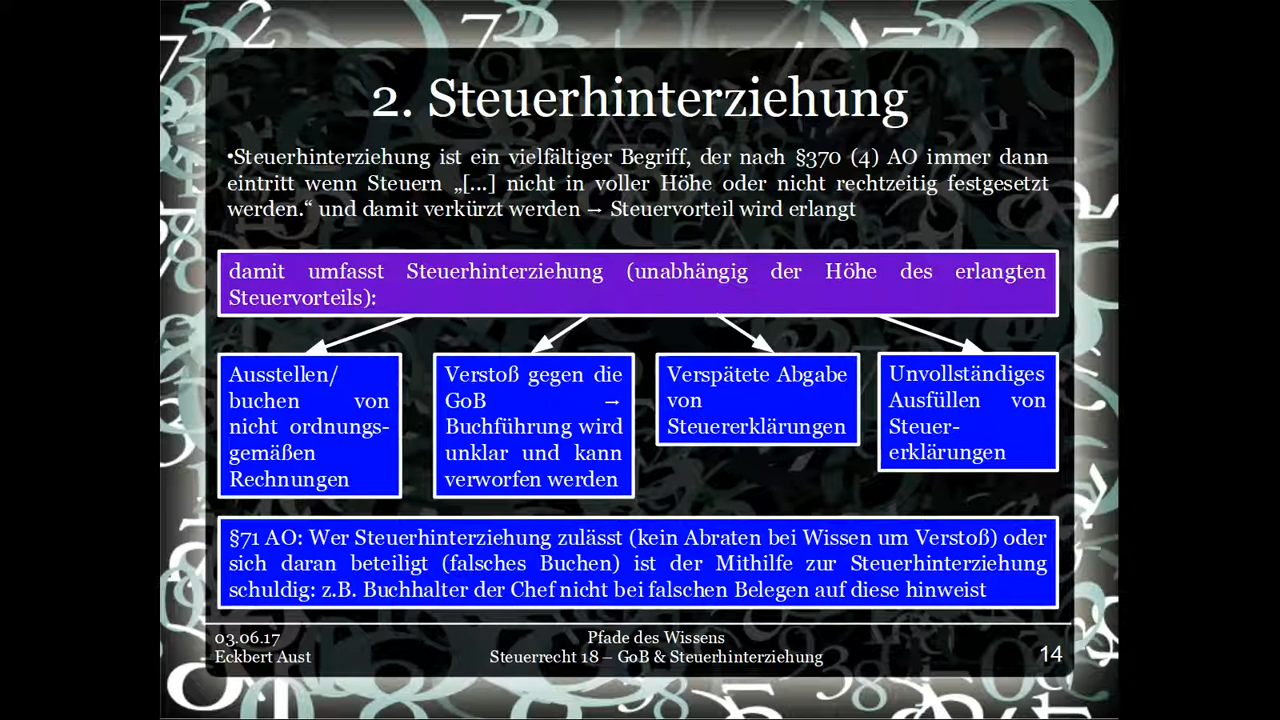 2. Steuerhinterziehung
•Steuerhinterziehung ist ein vielfältiger Begriff, der nach §370 (4) AO immer dann
eintritt wenn Steuern „[...] nicht in voller Höhe oder nicht rechtzeitig festgesetzt
werden.“ und damit verkürzt werden → Steuervorteil wird erlangt
damit umfasst Steuerhinterziehung (unabhängig der Höhe des erlangten
Steuervorteils):
Ausstellen/
buchen von
nicht ordnungs-
gemäßen
Rechnungen
Verstoß gegen die
GoB →
Buchführung wird
unklar und kann
verworfen werden
Verspätete Abgabe
von
Steuererklärungen
Unvollständiges
Ausfüllen von
Steuer-
erklärungen
§71 AO: Wer Steuerhinterziehung zulässt (kein Abraten bei Wissen um Verstoß) oder
sich daran beteiligt (falsches Buchen) ist der Mithilfe zur Steuerhinterziehung
schuldig: z.B. Buchhalter der Chef nicht bei falschen Belegen auf diese hinweist
03.06.17
Eckbert Aust
Pfade des Wissens
Steuerrecht 18 – GoB & Steuerhinterziehung
14